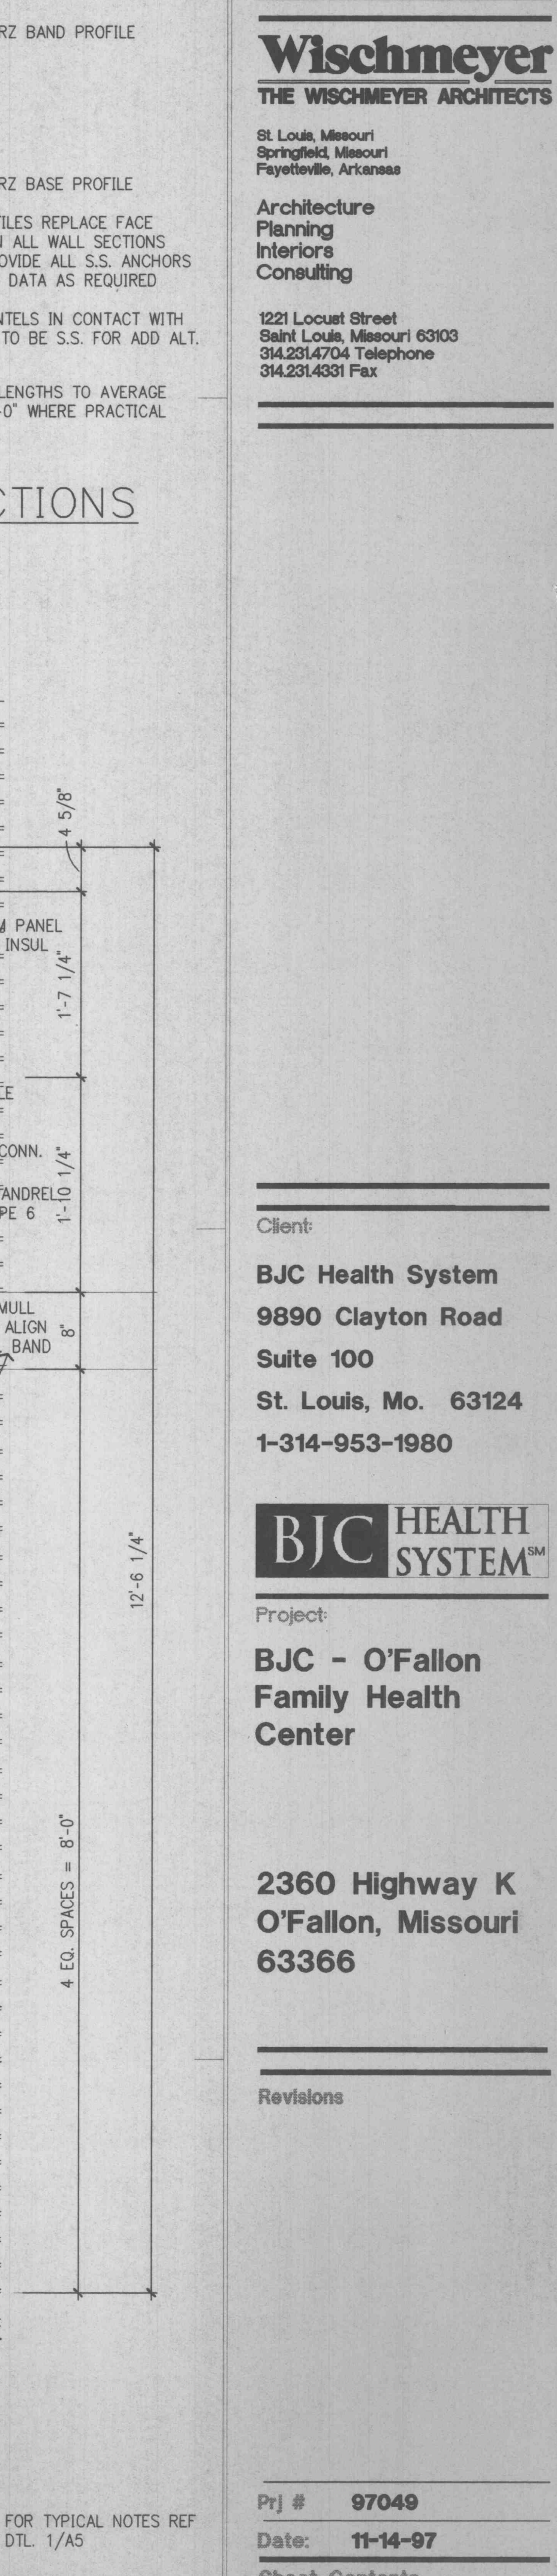 RZ BAND PROFILE
RZ BASE PROFILE
REPLACE FACE
ALL WALL SECTIONS
ALL S.S. ANCHORS
DATA AS REQUIRED
IN CONTACT WITH
TO BE S.S. FOR ADD ALT.
LENGTHS TO AVERAGE
-0" WHERE PRACTICAL
CTIONS
4 5/8"
PANEL
INSUL
1'-7 1/4"
CONN.
1'-10 1/4"
PE 6
MULL
ALIGN
BAND
8"
12'-6 1/4"
4 EQ. SPACES = 8'-0"
FOR TYPICAL NOTES REF
DTL. 1/A5
Wischmeyer
THE WISCHMEYER ARCHITECTS
St. Louis, Missouri
Springfield, Missouri
Fayetteville, Arkansas
Architecture
Planning
Interiors
Consulting
1221 Locust Street
Saint Louis, Missouri 63103
314.231.4704 Telephone
314.231.4331 Fax
Client:
BJC Health System
9890 Clayton Road
Suite 100
St. Louis, Mo. 63124
1-314-953-1980
BJC HEALTH
SYSTEM℠
Project:
BJC - O'Fallon
Family Health
Center
2360 Highway K
O'Fallon, Missouri
63366
Revisions
Prj # 97049
Date: 11-14-97